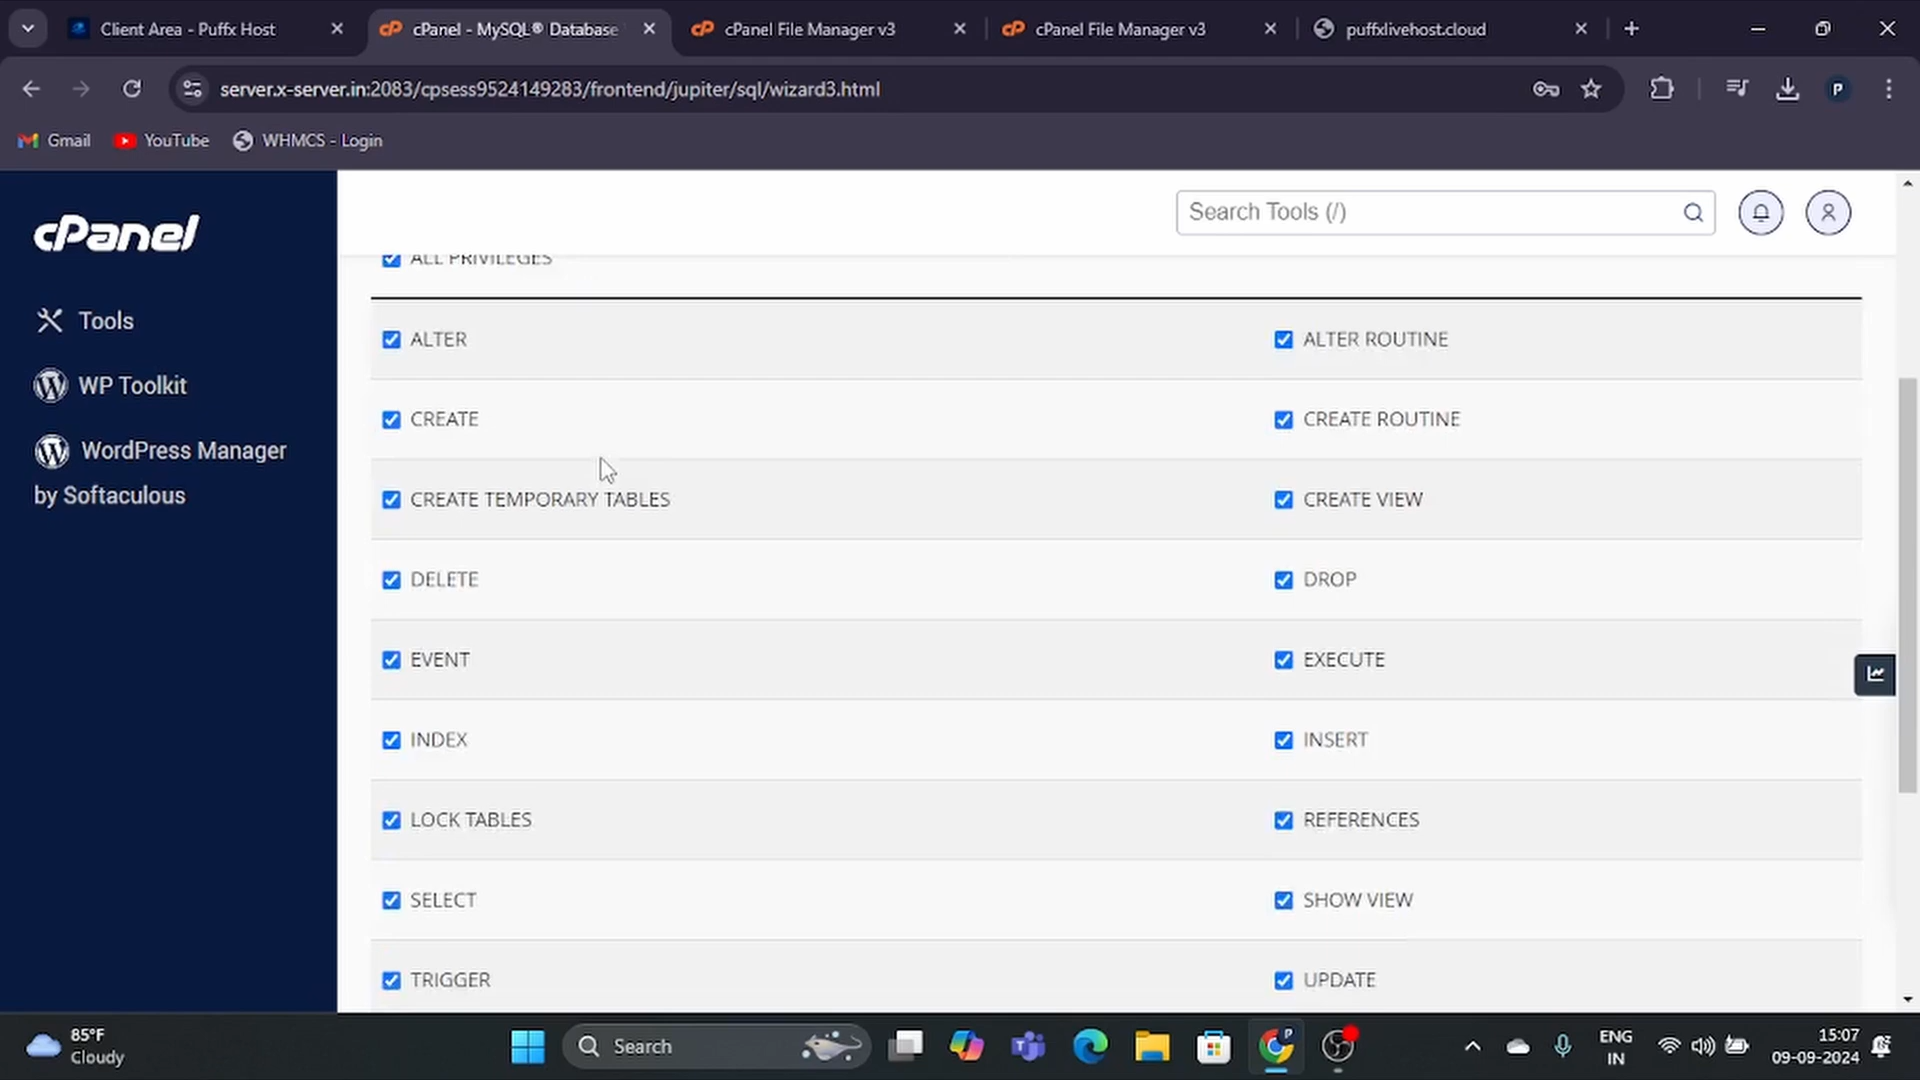 Client Area - Puffx Host
cPanel - MySQL® Database
cPanel File Manager v3
cPanel File Manager v3
puffxlivehost.cloud
server.x-server.in:2083/cpsess9524149283/frontend/jupiter/sql/wizard3.html
P
Gmail
YouTube
WHMCS - Login
cPanel
Search Tools (/)
Tools
WP Toolkit
WordPress Manager
by Softaculous
ALL PRIVILEGES
ALTER
ALTER ROUTINE
CREATE
CREATE ROUTINE
CREATE TEMPORARY TABLES
CREATE VIEW
DELETE
DROP
EVENT
EXECUTE
INDEX
INSERT
LOCK TABLES
REFERENCES
SELECT
SHOW VIEW
TRIGGER
UPDATE
85°F
Cloudy
Search
ENG
IN
15:07
09-09-2024